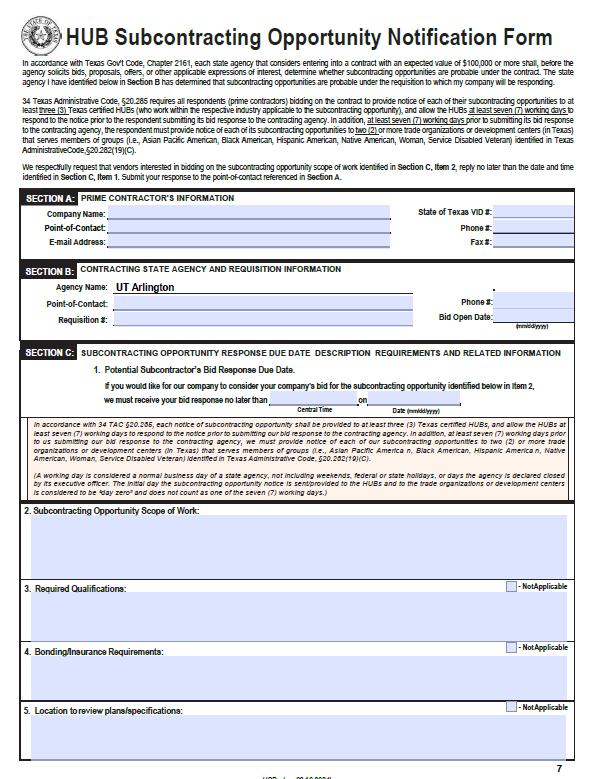 HUB Subcontracting Opportunity Notification Form
In accordance with Texas Gov't Code, Chapter 2161, each state agency that considers entering into a contract with an expected value of $100,000 or more shall, before the
agency solicits bids, proposals, offers, or other applicable expressions of interest, determine whether subcontracting opportunities are probable under the contract. The state
agency I have identified below in Section B has determined that subcontracting opportunities are probable under the requisition to which my company will be responding.
34 Texas Administrative Code, §20.285 requires all respondents (prime contractors) bidding on the contract to provide notice of each of their subcontracting opportunities to at
least three (3) Texas certified HUBs (who work within the respective industry applicable to the subcontracting opportunity), and allow the HUBs at least seven (7) working days to
respond to the notice prior to the respondent submitting its bid response to the contracting agency. In addition, at least seven (7) working days prior to submitting its bid response
to the contracting agency, the respondent must provide notice of each of its subcontracting opportunities to two (2) or more trade organizations or development centers (in Texas)
that serves members of groups (i.e., Asian Pacific American, Black American, Hispanic American, Native American, Woman, Service Disabled Veteran) identified in Texas
AdministrativeCode,§20.282(19)(C).
We respectfully request that vendors interested in bidding on the subcontracting opportunity scope of work identified in Section C, Item 2, reply no later than the date and time
identified in Section C, Item 1. Submit your response to the point-of-contact referenced in Section A.
SECTION A: PRIME CONTRACTOR'S INFORMATION
Company Name: State of Texas VID #:
Point-of-Contact: Phone #:
E-mail Address: Fax #:
SECTION B: CONTRACTING STATE AGENCY AND REQUISITION INFORMATION
Agency Name: UT Arlington
Point-of-Contact: Phone #:
Requisition #: Bid Open Date:
(mm/dd/yyyy)
SECTION C: SUBCONTRACTING OPPORTUNITY RESPONSE DUE DATE DESCRIPTION REQUIREMENTS AND RELATED INFORMATION
1. Potential Subcontractor's Bid Response Due Date.
If you would like for our company to consider your company's bid for the subcontracting opportunity identified below in Item 2,
we must receive your bid response no later than on
Central Time Date (mm/dd/yyyy)
In accordance with 34 TAC §20.285, each notice of subcontracting opportunity shall be provided to at least three (3) Texas certified HUBs, and allow the HUBs at
least seven (7) working days to respond to the notice prior to submitting our bid response to the contracting agency. In addition, at least seven (7) working days prior
to us submitting our bid response to the contracting agency, we must provide notice of each of our subcontracting opportunities to two (2) or more trade
organizations or development centers (in Texas) that serves members of groups (i.e., Asian Pacific America n, Black American, Hispanic America n, Native
American, Woman, Service Disabled Veteran) identified in Texas Administrative Code, §20.282(19)(C).
(A working day is considered a normal business day of a state agency, not including weekends, federal or state holidays, or days the agency is declared closed
by its executive officer. The initial day the subcontracting opportunity notice is sent/provided to the HUBs and to the trade organizations or development centers
is considered to be "day zero" and does not count as one of the seven (7) working days.)
2. Subcontracting Opportunity Scope of Work:
3. Required Qualifications: - NotApplicable
4. Bonding/Insurance Requirements: - NotApplicable
5. Location to review plans/specifications: - NotApplicable
7